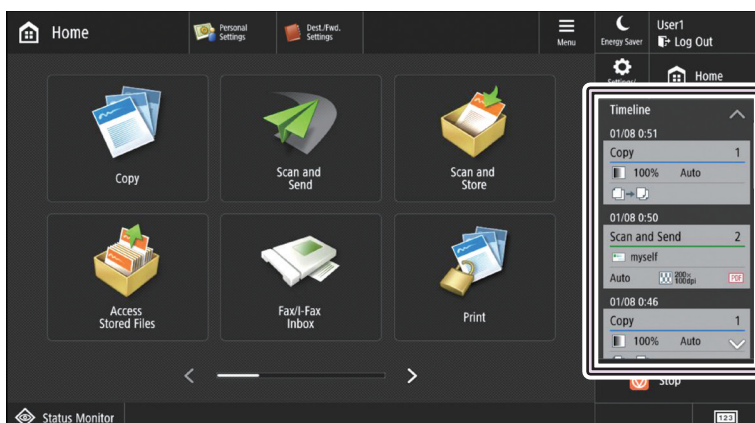 Home
Personal
Settings
Dest./Fwd.
Settings
Menu
Energy Saver
User1
Log Out
Settings/
Home
Copy
Scan and
Send
Scan and
Store
Access
Stored Files
Fax/I-Fax
Inbox
Print
Timeline
01/08 0:51
Copy 1
100% Auto
01/08 0:50
Scan and Send 2
myself
Auto 200x 100dpi PDF
01/08 0:46
Copy 1
100% Auto
Stop
Status Monitor
123